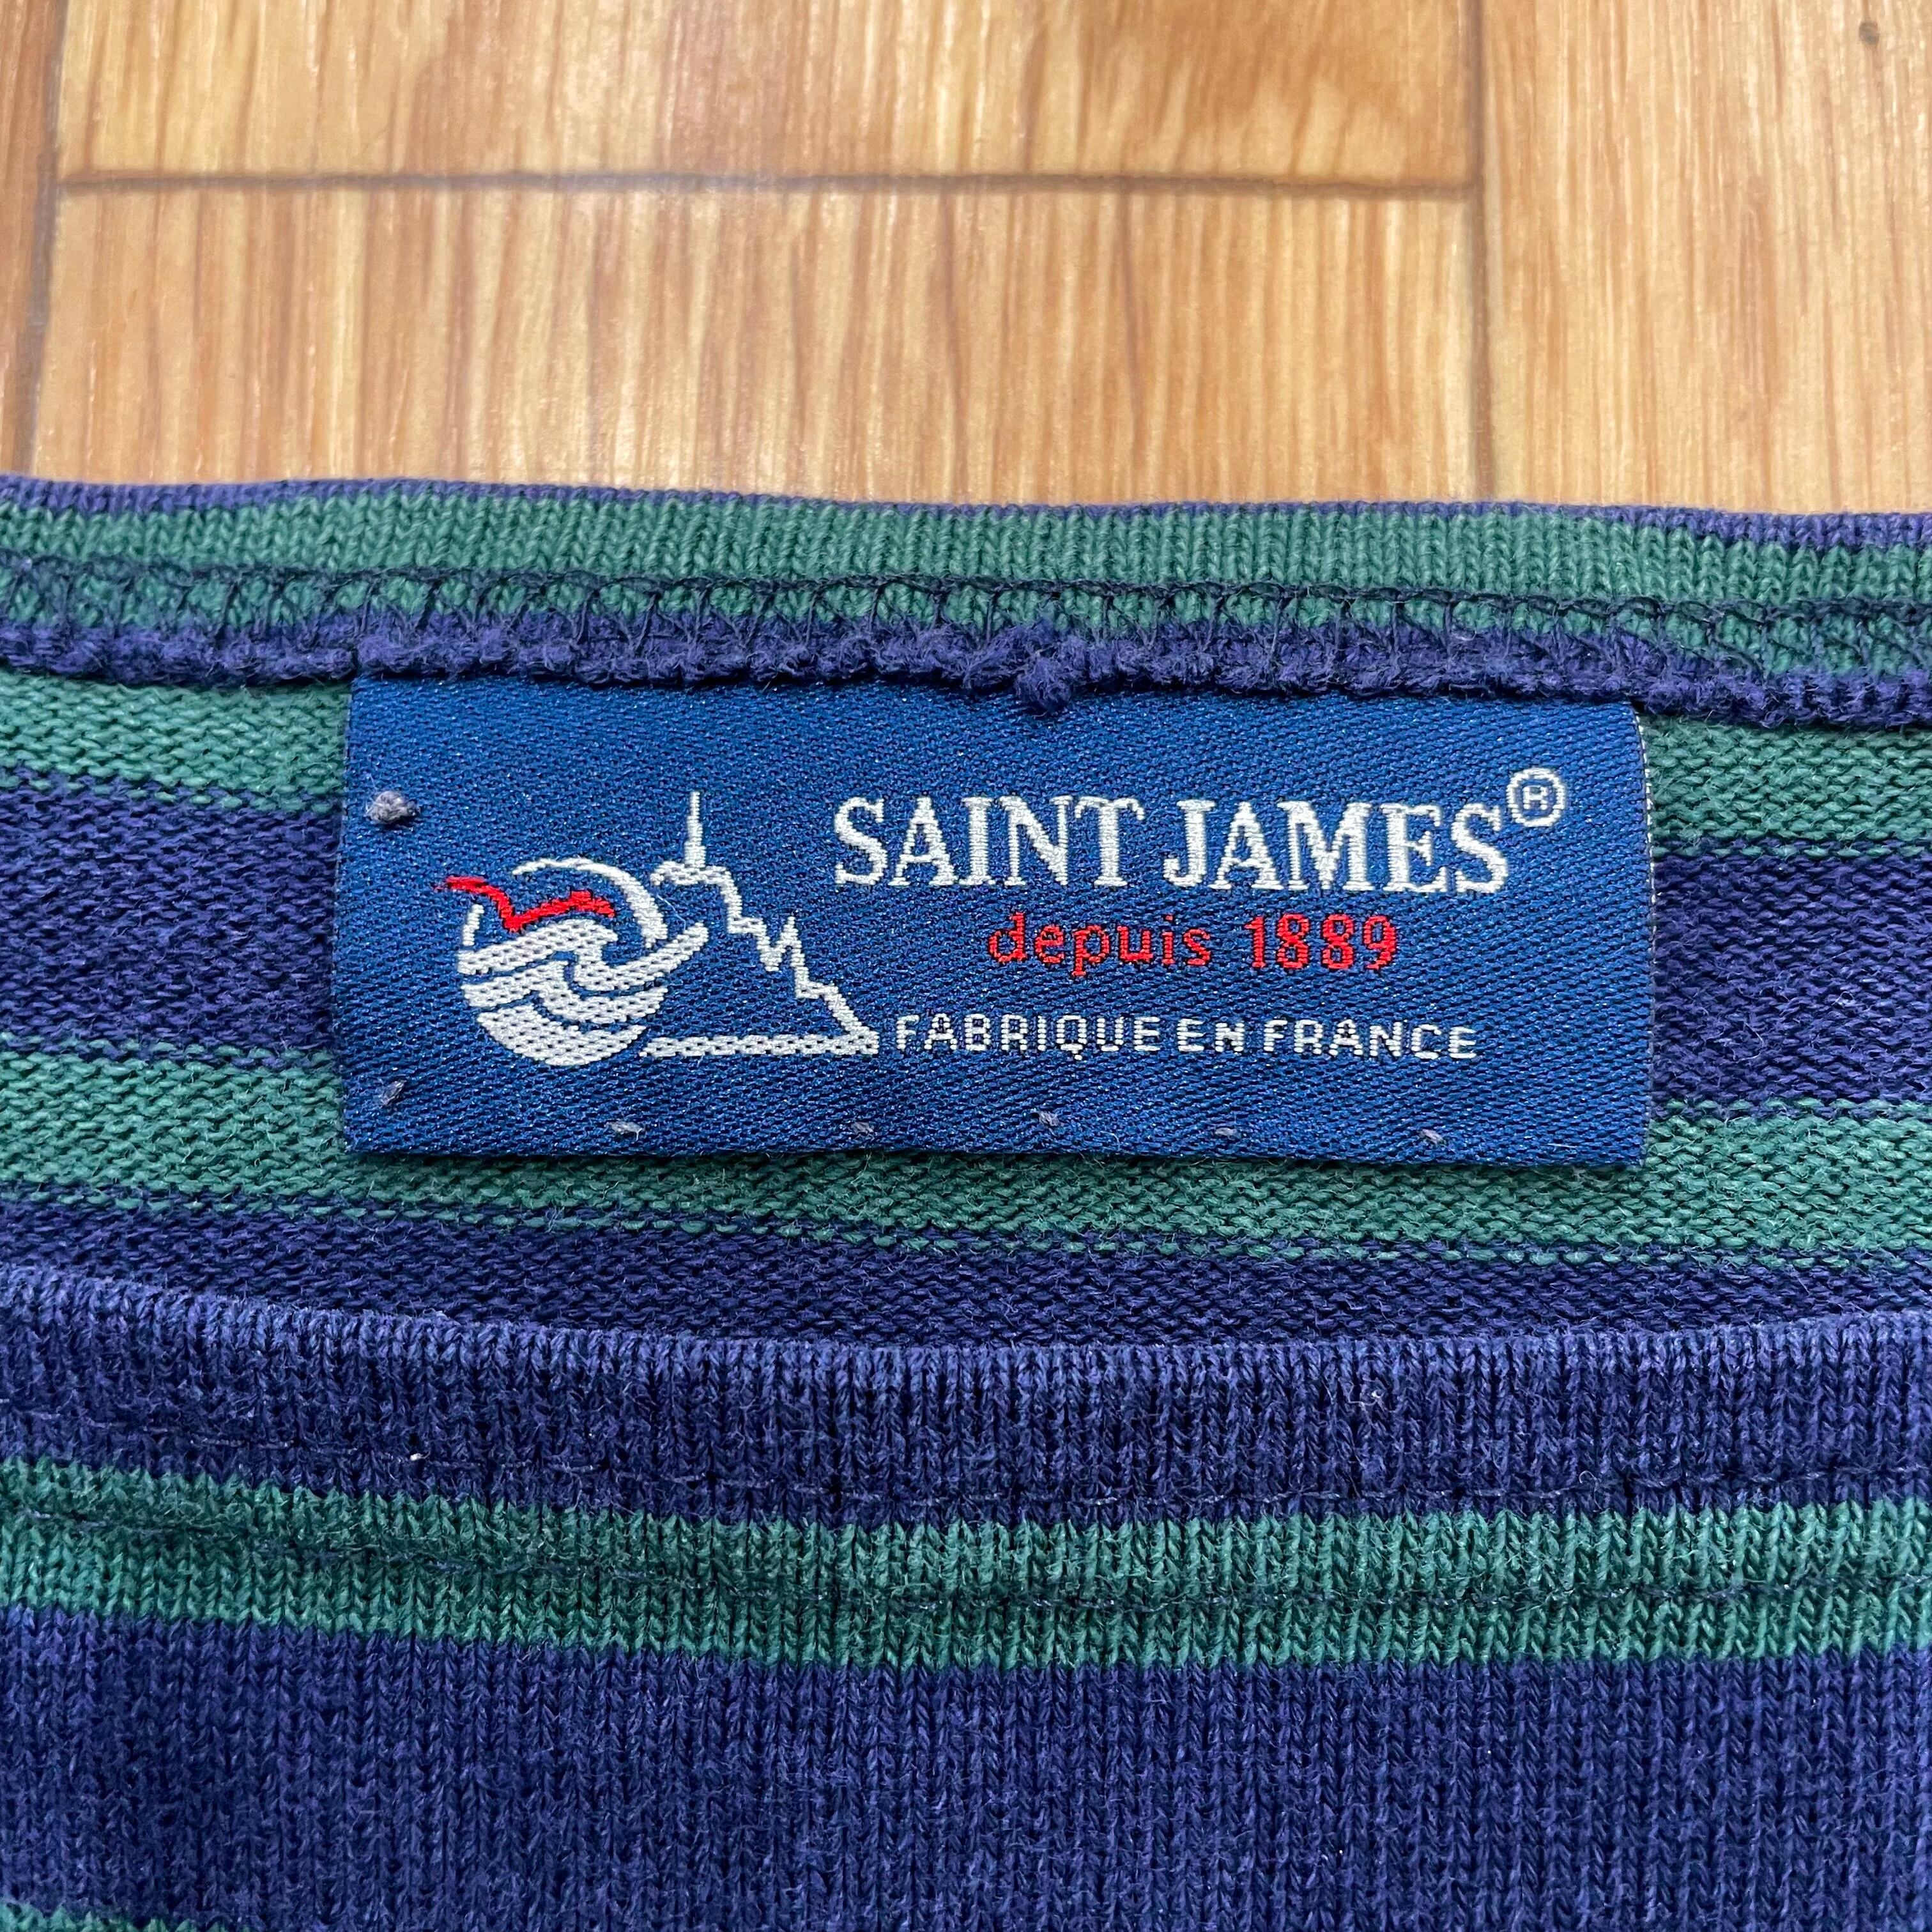 SAINT JAMES®
depuis 1889
FABRIQUE EN FRANCE